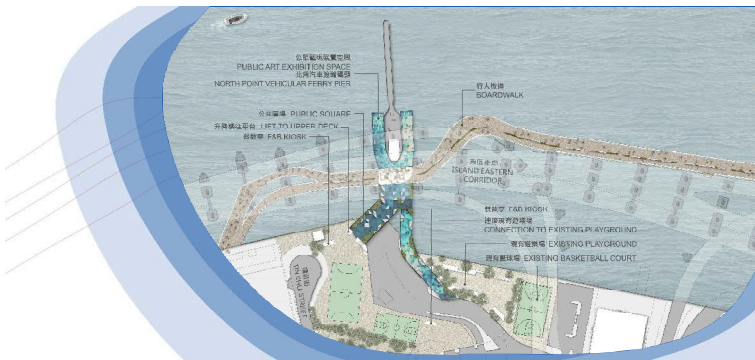 公眾藝術展覽空間
PUBLIC ART EXHIBITION SPACE
北角汽車渡輪碼頭
NORTH POINT VEHICULAR FERRY PIER
行人板道
BOARDWALK
公共廣場 PUBLIC SQUARE
升降機往平台 LIFT TO UPPER DECK
餐飲亭 F&B KIOSK
東區走廊
ISLAND EASTERN
CORRIDOR
餐飲亭 F&B KIOSK
連接現有遊樂場
CONNECTION TO EXISTING PLAYGROUND
現有遊樂場 EXISTING PLAYGROUND
現有籃球場 EXISTING BASKETBALL COURT
TIN CHIU STREET